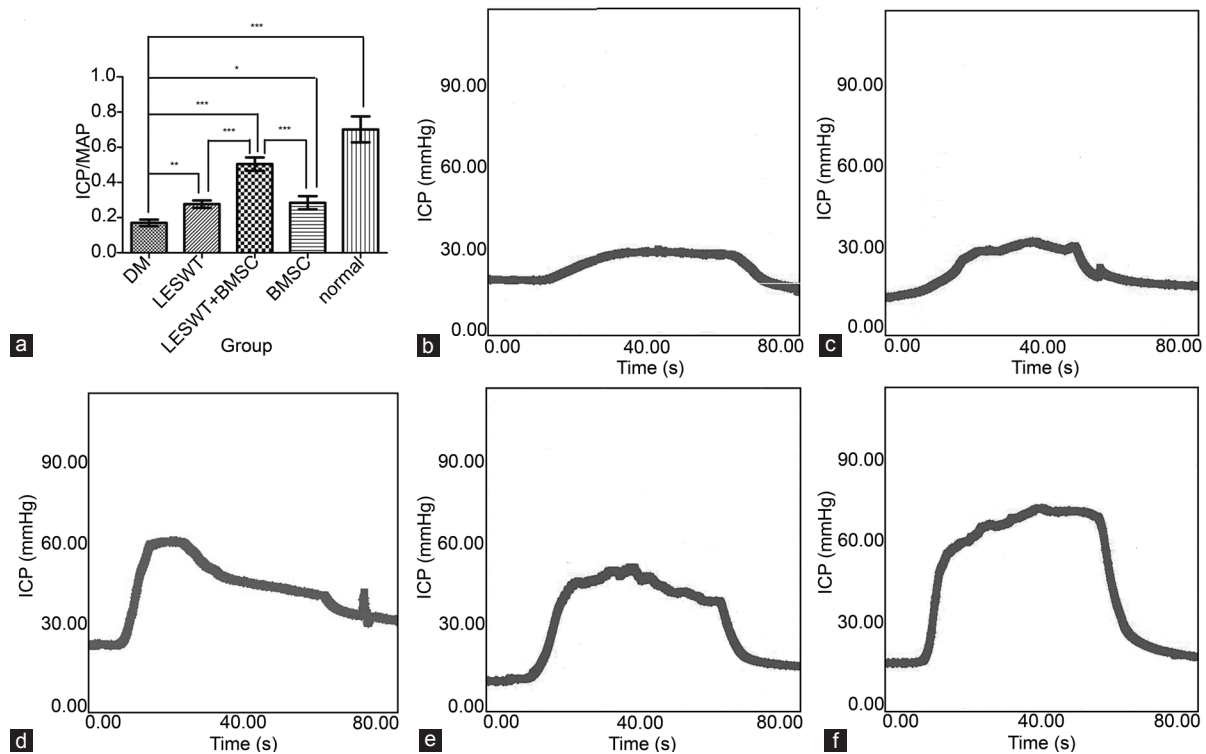 ***
*
***
***
***
**
1.0
0.8
0.6
0.4
0.2
0.0
ICP/MAP
DM
LESWT
LESWT+BMSC
BMSC
normal
Group
a
90.00
60.00
30.00
0.00
ICP (mmHg)
0.00 40.00 80.00
Time (s)
b
90.00
60.00
30.00
0.00
ICP (mmHg)
0.00 40.00 80.00
Time (s)
c
90.00
60.00
30.00
0.00
ICP (mmHg)
0.00 40.00 80.00
Time (s)
d
90.00
60.00
30.00
0.00
ICP (mmHg)
0.00 40.00 80.00
Time (s)
e
90.00
60.00
30.00
0.00
ICP (mmHg)
0.00 40.00 80.00
Time (s)
f